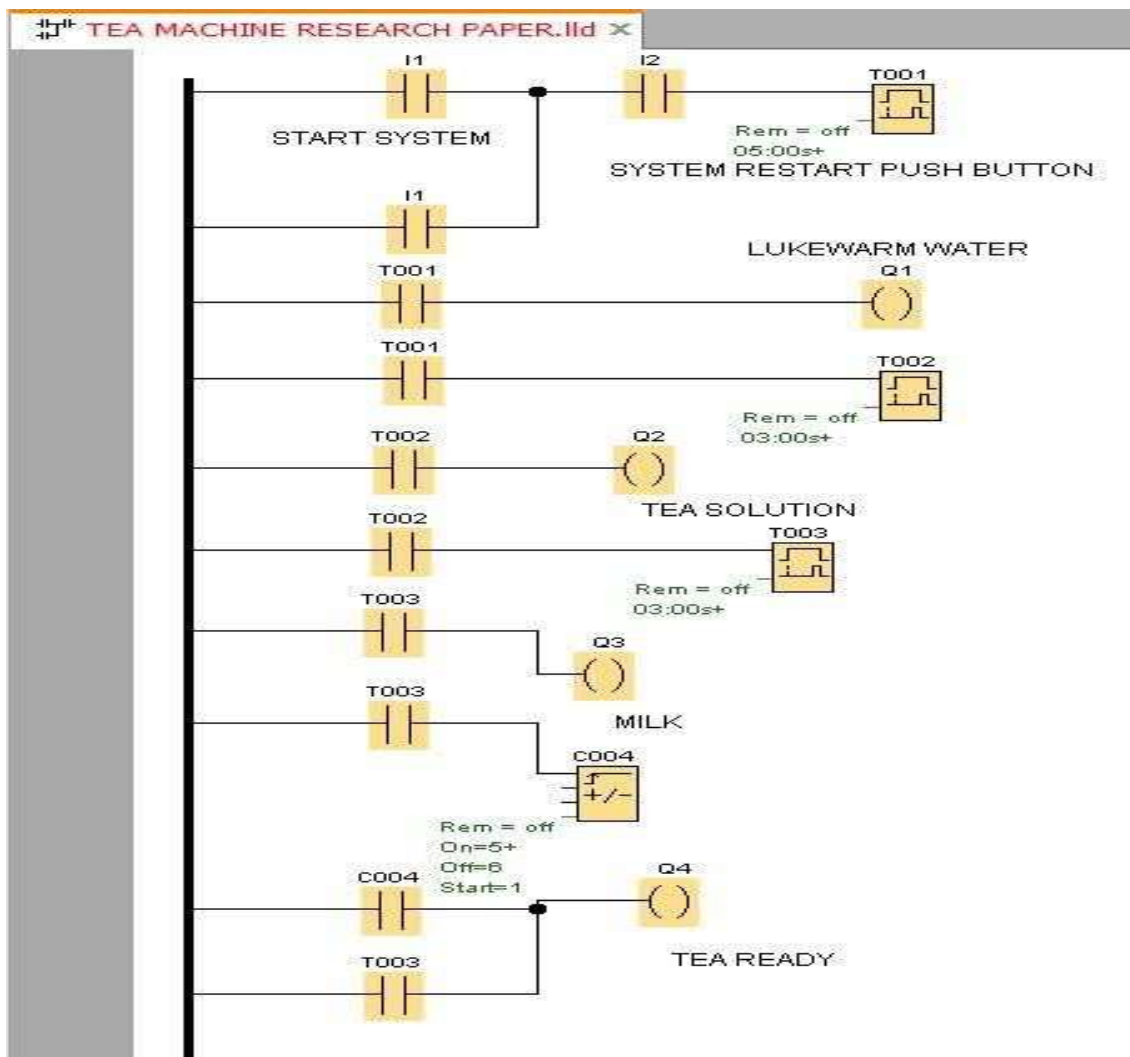 TEA MACHINE RESEARCH PAPER.lld
I1 I2 T001
START SYSTEM
Rem = off
05:00s+
SYSTEM RESTART PUSH BUTTON
I1
LUKEWARM WATER
T001 Q1
T001 T002
Rem = off
03:00s+
T002 Q2
TEA SOLUTION
T002 T003
Rem = off
03:00s+
T003 Q3
MILK
T003
C004
+/-
Rem = off
On=5+
Off=6
Start=1
C004 Q4
TEA READY
T003